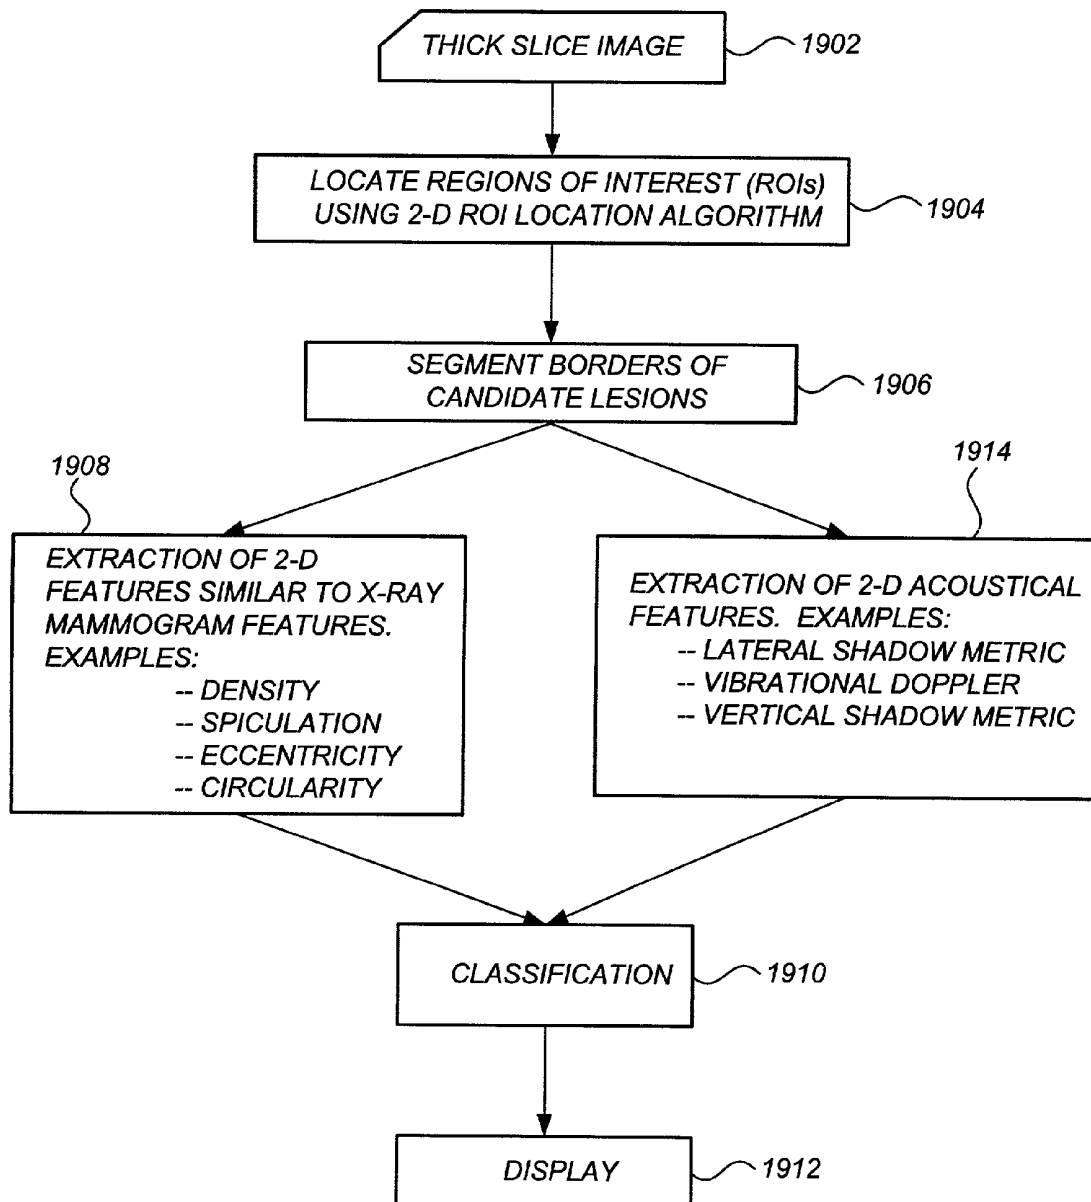 THICK SLICE IMAGE
1902
LOCATE REGIONS OF INTEREST (ROIs)
USING 2-D ROI LOCATION ALGORITHM
1904
SEGMENT BORDERS OF
CANDIDATE LESIONS
1906
1908
EXTRACTION OF 2-D
FEATURES SIMILAR TO X-RAY
MAMMOGRAM FEATURES.
EXAMPLES:
-- DENSITY
-- SPICULATION
-- ECCENTRICITY
-- CIRCULARITY
1914
EXTRACTION OF 2-D ACOUSTICAL
FEATURES. EXAMPLES:
-- LATERAL SHADOW METRIC
-- VIBRATIONAL DOPPLER
-- VERTICAL SHADOW METRIC
CLASSIFICATION
1910
DISPLAY
1912